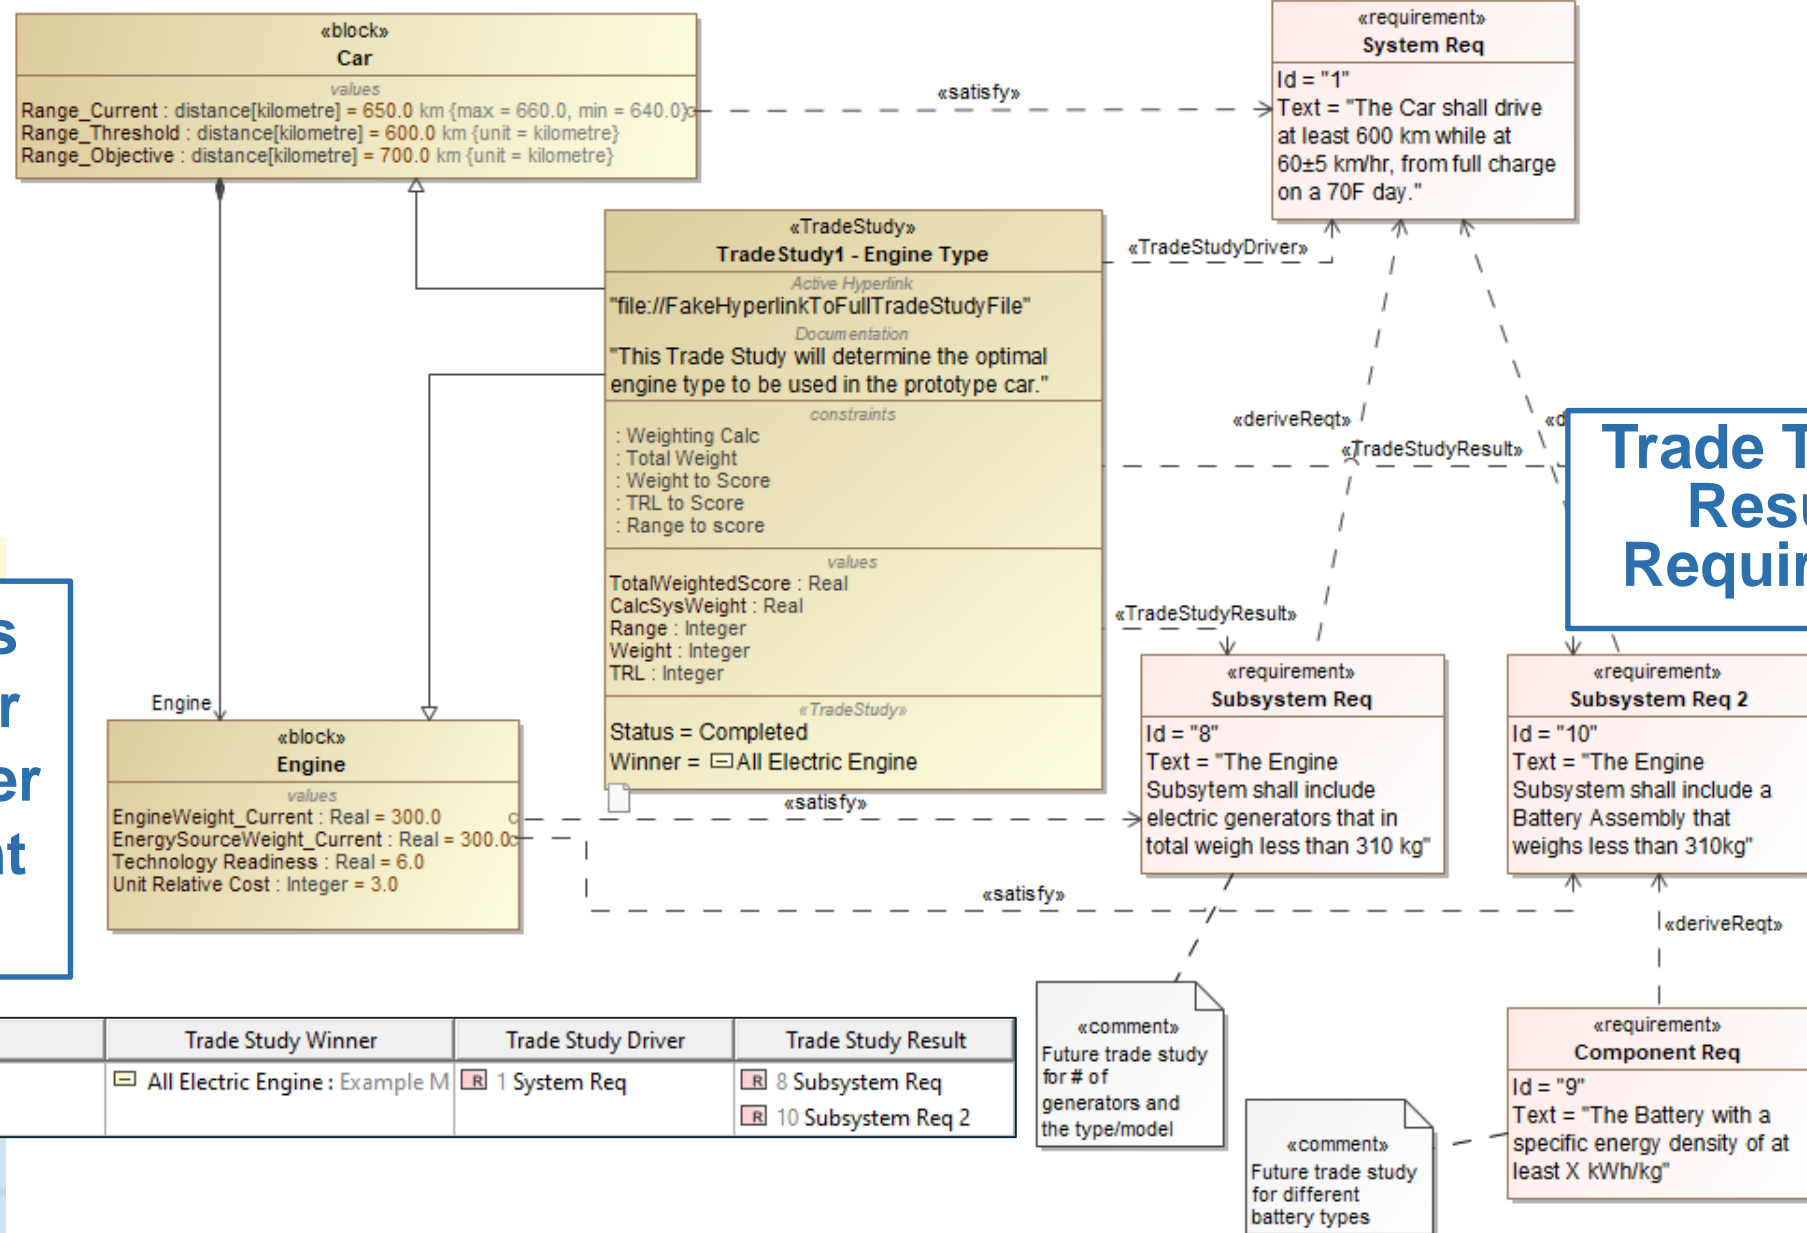 «block»
Car
values
Range_Current : distance[kilometre] = 650.0 km {max = 660.0, min = 640.0}
Range_Threshold : distance[kilometre] = 600.0 km {unit = kilometre}
Range_Objective : distance[kilometre] = 700.0 km {unit = kilometre}
«satisfy»
«requirement»
System Req
Id = "1"
Text = "The Car shall drive
at least 600 km while at
60±5 km/hr, from full charge
on a 70F day."
«TradeStudy»
TradeStudy1 - Engine Type
Active Hyperlink
"file://FakeHyperlinkToFullTradeStudyFile"
Documentation
"This Trade Study will determine the optimal
engine type to be used in the prototype car."
constraints
: Weighting Calc
: Total Weight
: Weight to Score
: TRL to Score
: Range to score
values
TotalWeightedScore : Real
CalcSysWeight : Real
Range : Integer
Weight : Integer
TRL : Integer
«TradeStudy»
Status = Completed
Winner = All Electric Engine
«TradeStudyDriver»
«deriveReqt»
«d
«TradeStudyResult»
Trade T
Resu
Requir
«TradeStudyResult»
s
r
er
nt
Engine
«block»
Engine
values
EngineWeight_Current : Real = 300.0
EnergySourceWeight_Current : Real = 300.0
Technology Readiness : Real = 6.0
Unit Relative Cost : Integer = 3.0
«satisfy»
«satisfy»
«requirement»
Subsystem Req
Id = "8"
Text = "The Engine
Subsytem shall include
electric generators that in
total weigh less than 310 kg"
«requirement»
Subsystem Req 2
Id = "10"
Text = "The Engine
Subsystem shall include a
Battery Assembly that
weighs less than 310kg"
«deriveReqt»
Trade Study Winner Trade Study Driver Trade Study Result
All Electric Engine : Example M R 1 System Req R 8 Subsystem Req
R 10 Subsystem Req 2
«comment»
Future trade study
for # of
generators and
the type/model
«comment»
Future trade study
for different
battery types
«requirement»
Component Req
Id = "9"
Text = "The Battery with a
specific energy density of at
least X kWh/kg"